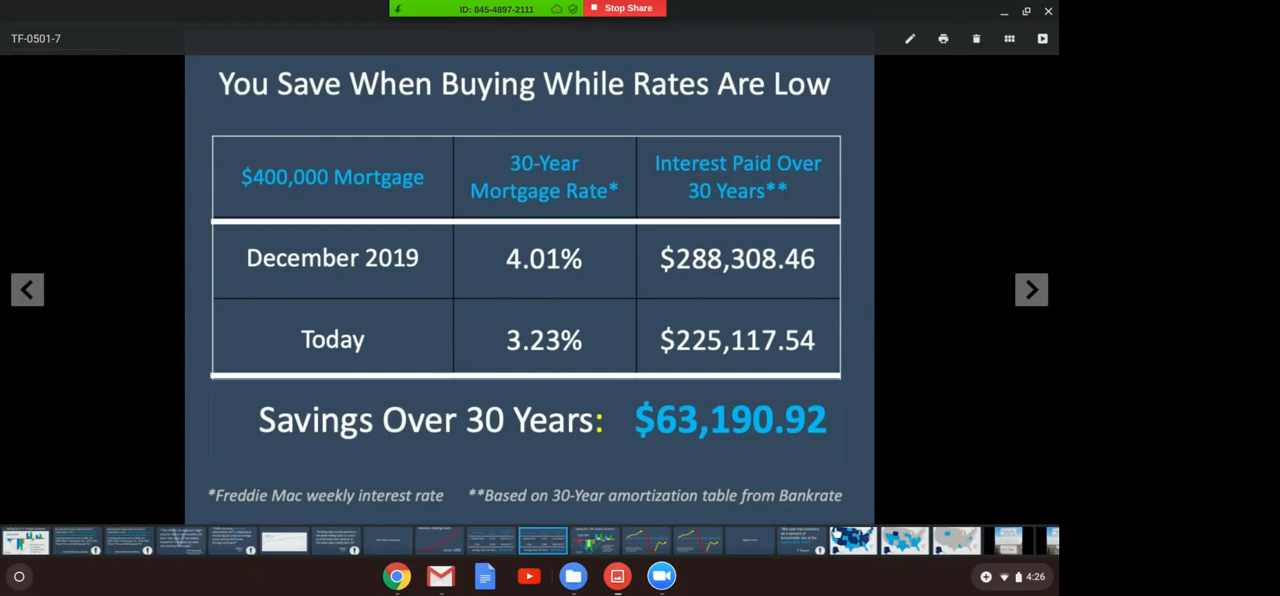 ID: 845-4897-2111
Stop Share
TF-0501-7
You Save When Buying While Rates Are Low
$400,000 Mortgage
30-Year
Mortgage Rate*
Interest Paid Over
30 Years**
December 2019
4.01%
$288,308.46
Today
3.23%
$225,117.54
Savings Over 30 Years: $63,190.92
*Freddie Mac weekly interest rate
**Based on 30-Year amortization table from Bankrate
4:26